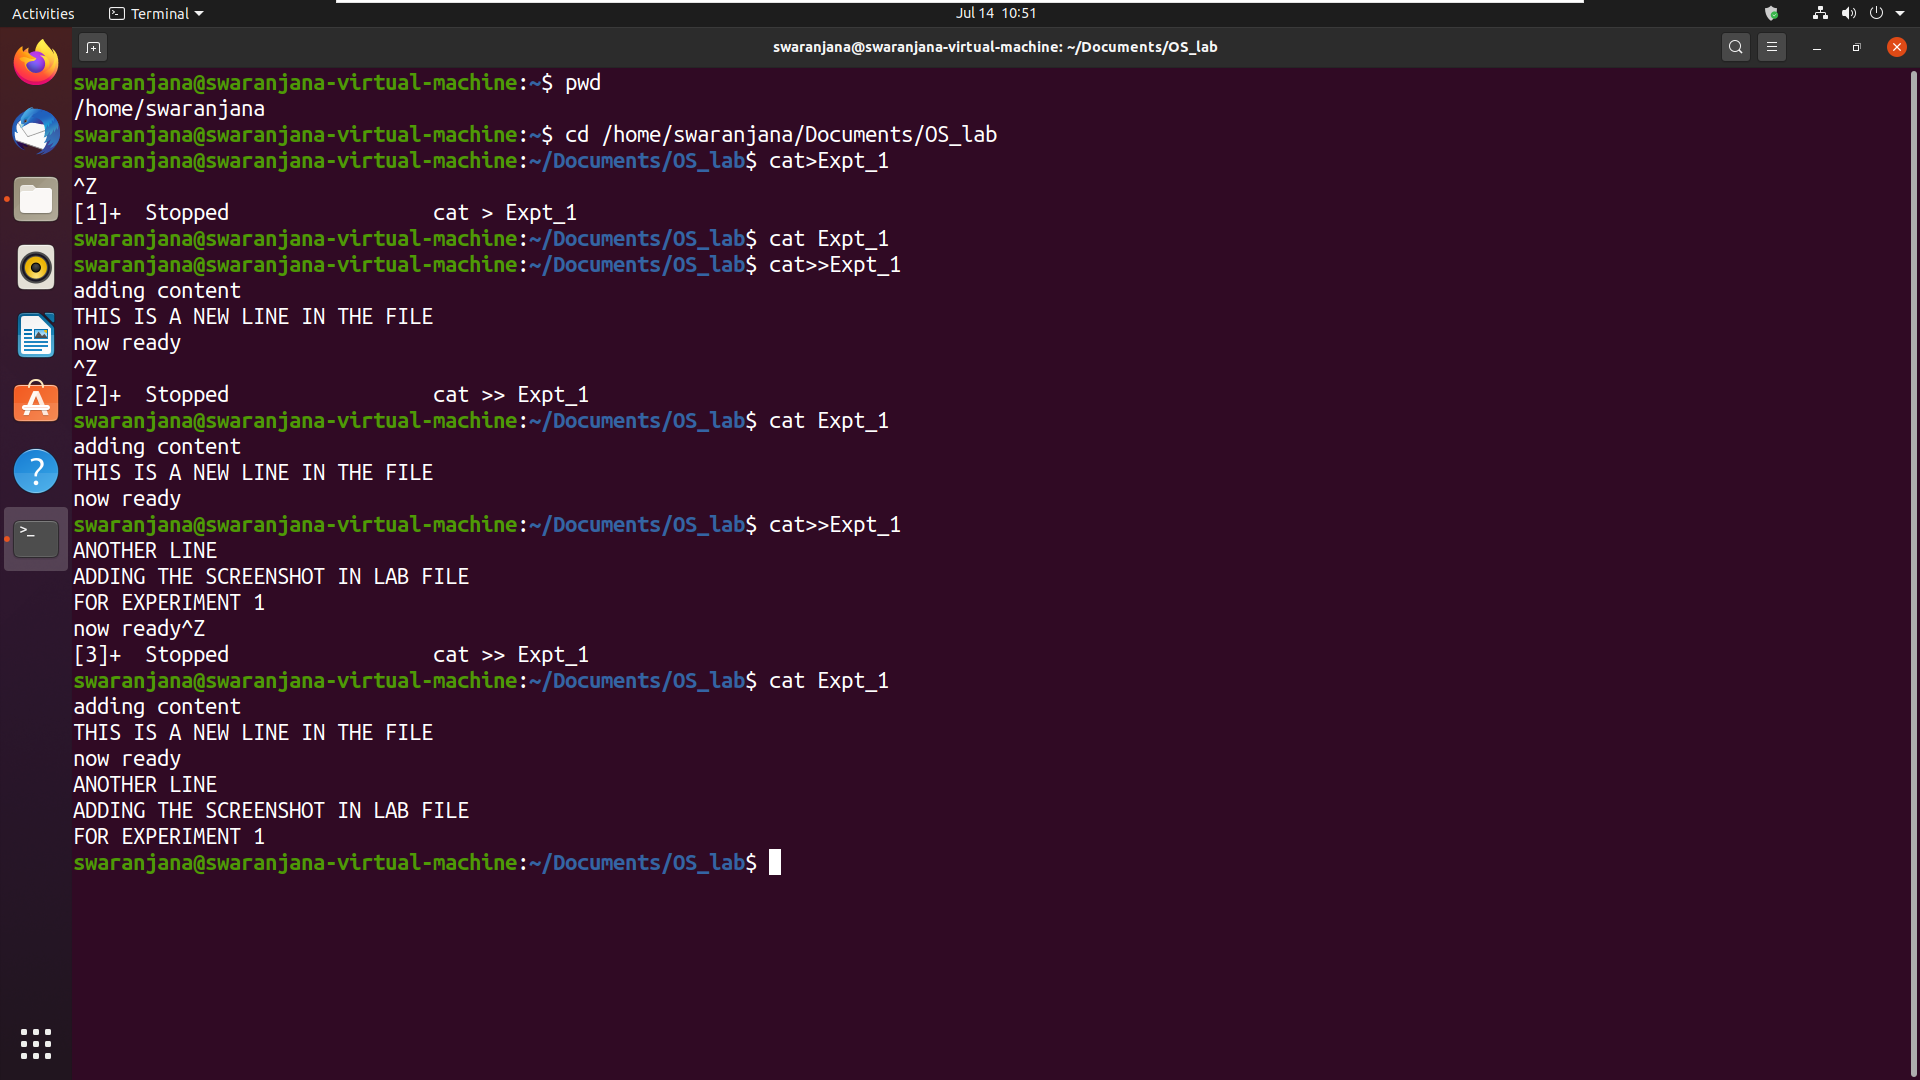 Activities Terminal Jul 14 10:51
swaranjana@swaranjana-virtual-machine: ~/Documents/OS_lab
swaranjana@swaranjana-virtual-machine:~$ pwd
/home/swaranjana
swaranjana@swaranjana-virtual-machine:~$ cd /home/swaranjana/Documents/OS_lab
swaranjana@swaranjana-virtual-machine:~/Documents/OS_lab$ cat>Expt_1
^Z
[1]+  Stopped                 cat > Expt_1
swaranjana@swaranjana-virtual-machine:~/Documents/OS_lab$ cat Expt_1
swaranjana@swaranjana-virtual-machine:~/Documents/OS_lab$ cat>>Expt_1
adding content
THIS IS A NEW LINE IN THE FILE
now ready
^Z
[2]+  Stopped                 cat >> Expt_1
swaranjana@swaranjana-virtual-machine:~/Documents/OS_lab$ cat Expt_1
adding content
THIS IS A NEW LINE IN THE FILE
now ready
swaranjana@swaranjana-virtual-machine:~/Documents/OS_lab$ cat>>Expt_1
ANOTHER LINE
ADDING THE SCREENSHOT IN LAB FILE
FOR EXPERIMENT 1
now ready^Z
[3]+  Stopped                 cat >> Expt_1
swaranjana@swaranjana-virtual-machine:~/Documents/OS_lab$ cat Expt_1
adding content
THIS IS A NEW LINE IN THE FILE
now ready
ANOTHER LINE
ADDING THE SCREENSHOT IN LAB FILE
FOR EXPERIMENT 1
swaranjana@swaranjana-virtual-machine:~/Documents/OS_lab$